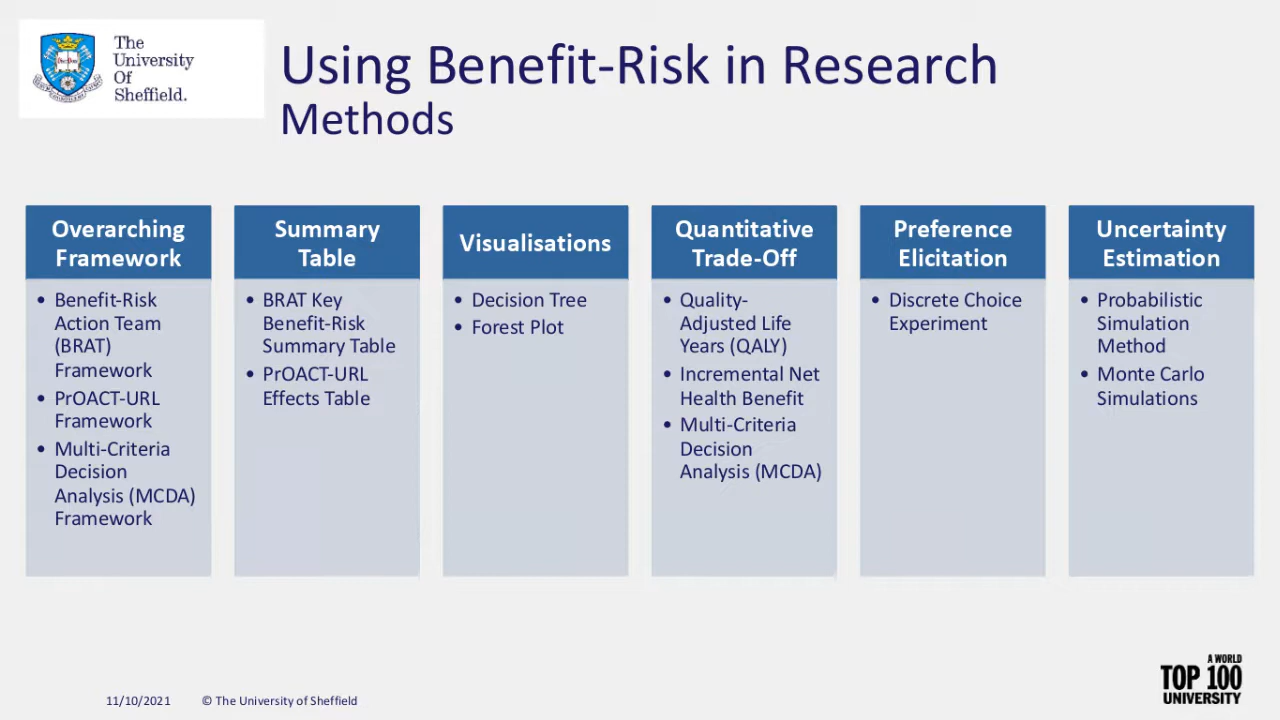 The
University
Of
Sheffield.
Using Benefit-Risk in Research
Methods
Overarching
Framework
• Benefit-Risk
Action Team
(BRAT)
Framework
• PrOACT-URL
Framework
• Multi-Criteria
Decision
Analysis (MCDA)
Framework
Summary
Table
• BRAT Key
Benefit-Risk
Summary Table
• PrOACT-URL
Effects Table
Visualisations
• Decision Tree
• Forest Plot
Quantitative
Trade-Off
• Quality-
Adjusted Life
Years (QALY)
• Incremental Net
Health Benefit
• Multi-Criteria
Decision
Analysis (MCDA)
Preference
Elicitation
• Discrete Choice
Experiment
Uncertainty
Estimation
• Probabilistic
Simulation
Method
• Monte Carlo
Simulations
11/10/2021
© The University of Sheffield
A WORLD
TOP 100
UNIVERSITY